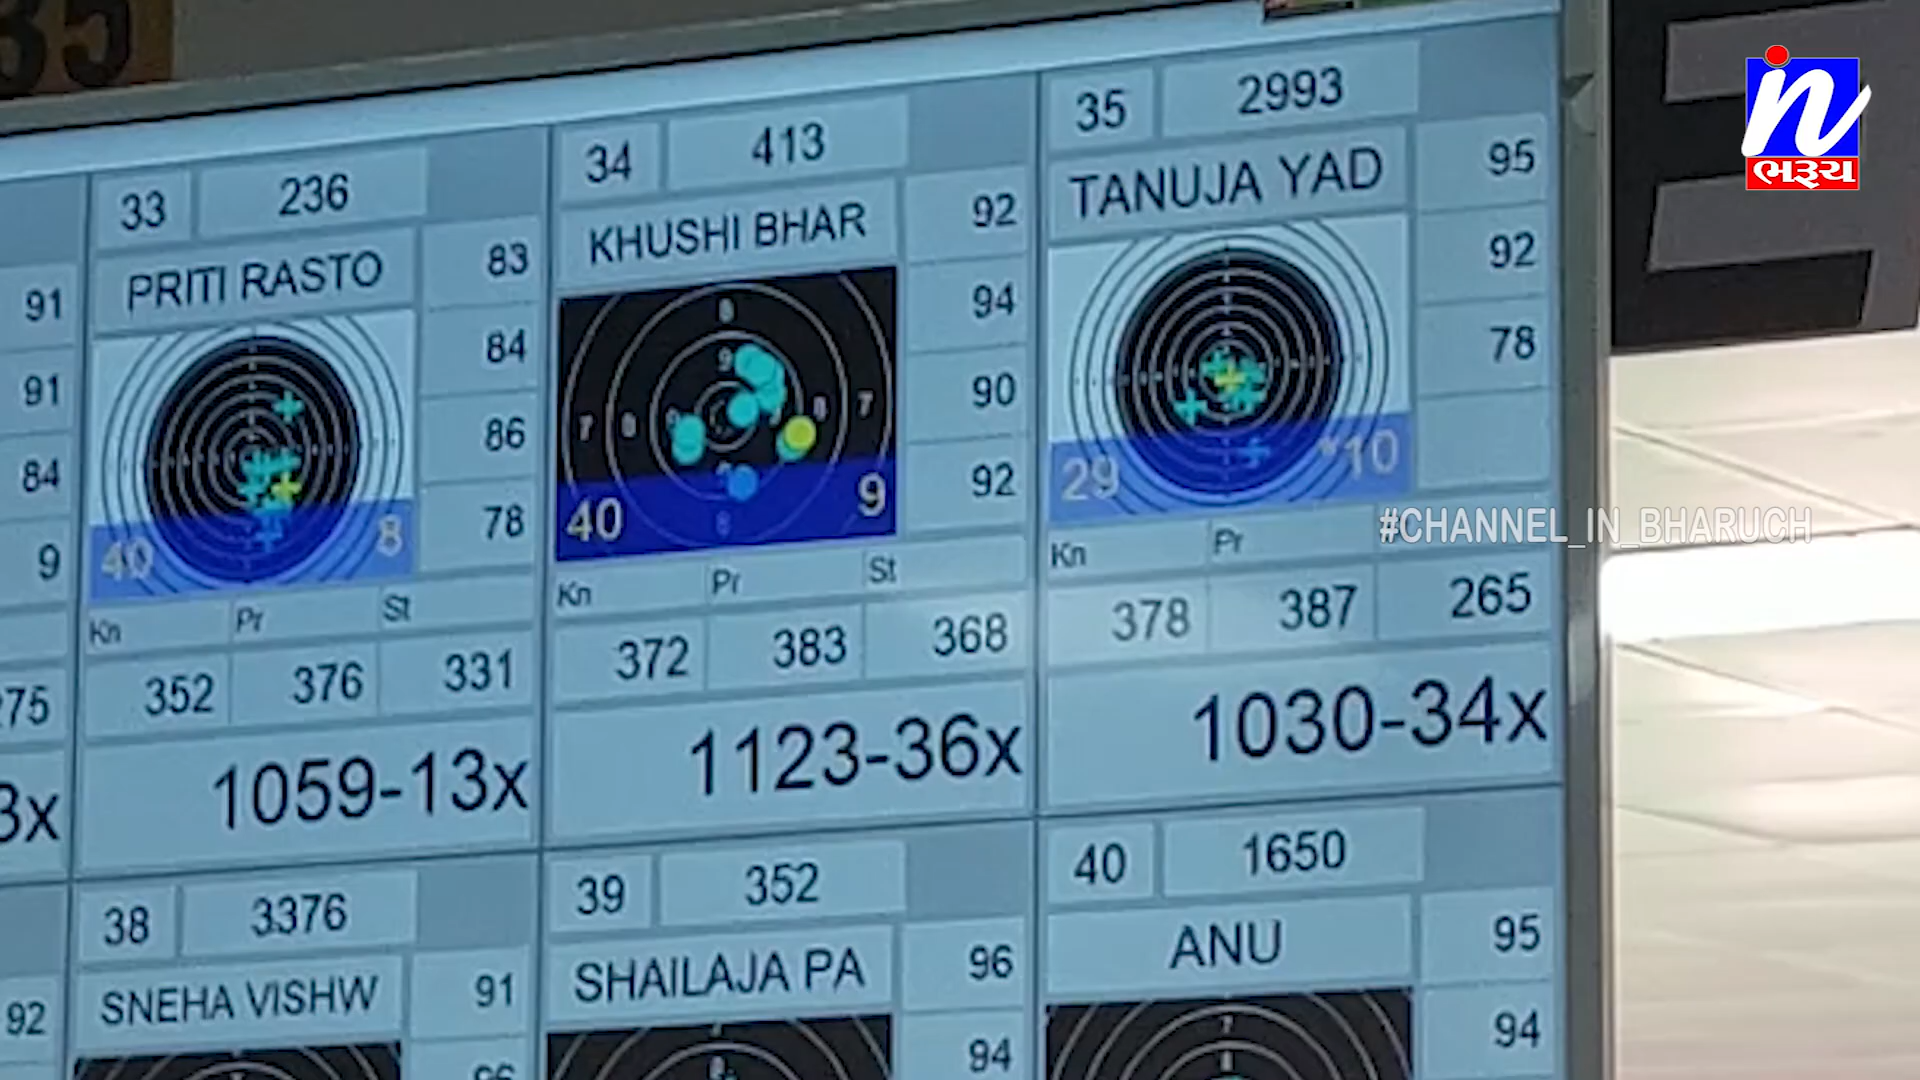 35
in
ભરૂચ
#CHANNEL_IN_BHARUCH
91
91
84
9
275
3x
92
33 236
PRITI RASTO
83
84
86
78
40 8
Kn Pr St
352 376 331
1059-13x
34 413
KHUSHI BHAR
92
94
90
92
40 9
Kn Pr St
372 383 368
1123-36x
35 2993
TANUJA YAD
95
92
78
29 *10
Kn Pr
378 387 265
1030-34x
38 3376
SNEHA VISHW
91
39 352
SHAILAJA PA
96
94
40 1650
ANU
95
94